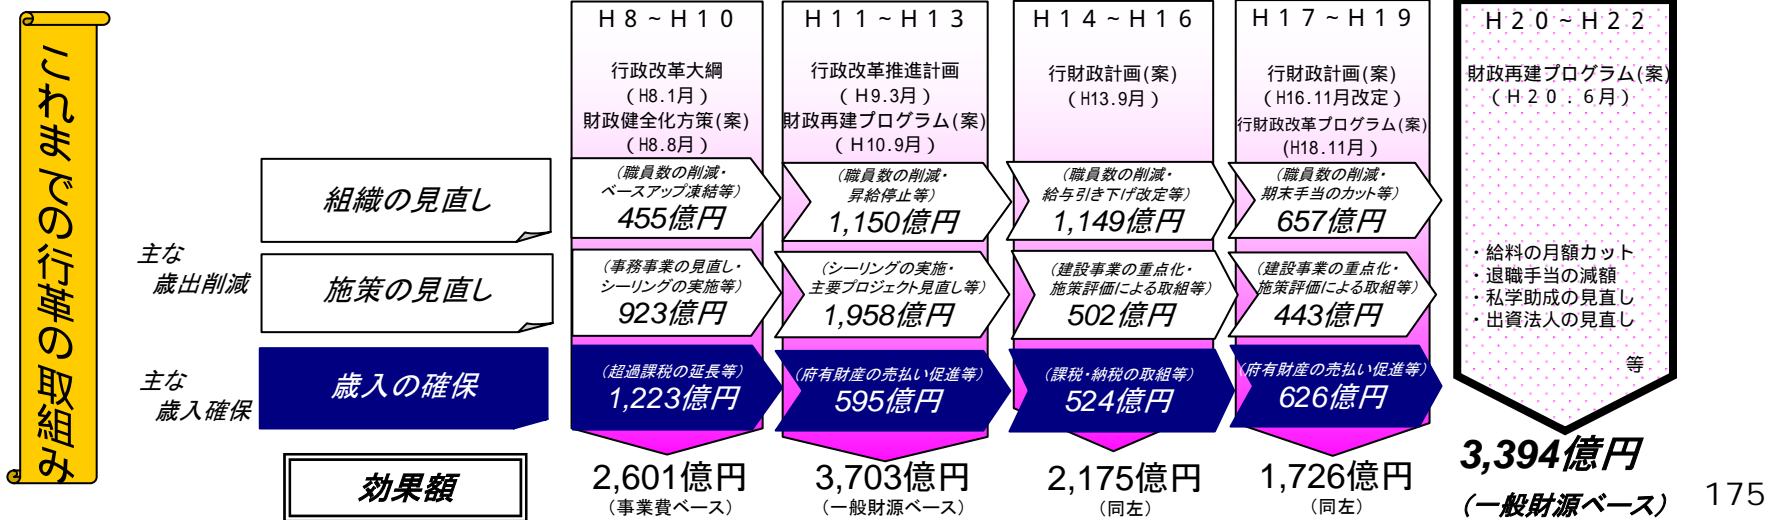 これまでの行革の取組み
H8~H10
行政改革大綱
(H8.1月)
財政健全化方策(案)
(H8.8月)
H11~H13
行政改革推進計画
(H9.3月)
財政再建プログラム(案)
(H10.9月)
H14~H16
行財政計画(案)
(H13.9月)
H17~H19
行財政計画(案)
(H16.11月改定)
行財政改革プログラム(案)
(H18.11月)
H20~H22
財政再建プログラム(案)
(H20.6月)
・給料の月額カット
・退職手当の減額
・私学助成の見直し
・出資法人の見直し
等
主な
歳出削減
組織の見直し
(職員数の削減・
ベースアップ凍結等)
455億円
(職員数の削減・
昇給停止等)
1,150億円
(職員数の削減・
給与引き下げ改定等)
1,149億円
(職員数の削減・
期末手当のカット等)
657億円
施策の見直し
(事務事業の見直し・
シーリングの実施等)
923億円
(シーリングの実施・
主要プロジェクト見直し等)
1,958億円
(建設事業の重点化・
施策評価による取組等)
502億円
(建設事業の重点化・
施策評価による取組等)
443億円
主な
歳入確保
歳入の確保
(超過課税の延長等)
1,223億円
(府有財産の売払い促進等)
595億円
(課税・納税の取組等)
524億円
(府有財産の売払い促進等)
626億円
効果額
2,601億円
(事業費ベース)
3,703億円
(一般財源ベース)
2,175億円
(同左)
1,726億円
(同左)
3,394億円
(一般財源ベース)
175